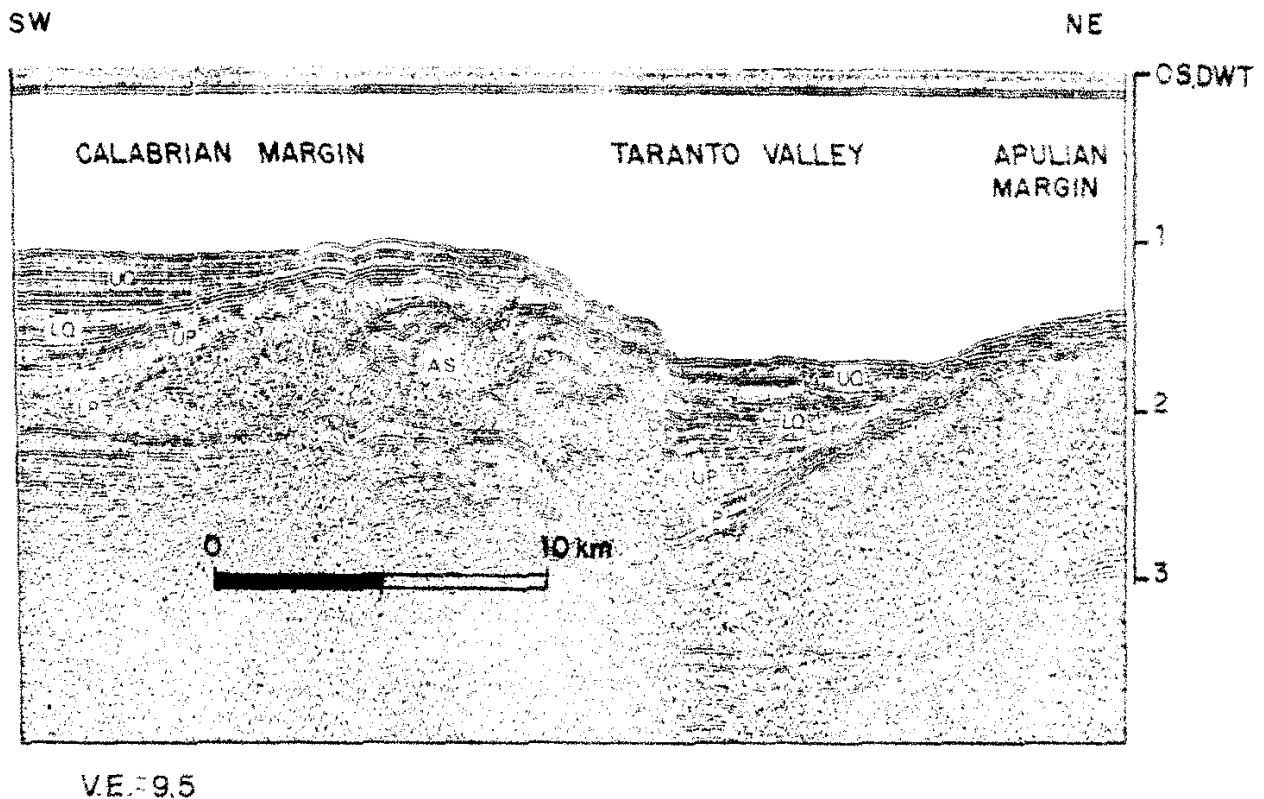 SW
NE
0 S.DWT
CALABRIAN MARGIN
TARANTO VALLEY
APULIAN
MARGIN
1
UQ
LQ
UP
AS
UQ
2
LP
LQ
UP
LP
0
10 km
3
V.E.=9.5